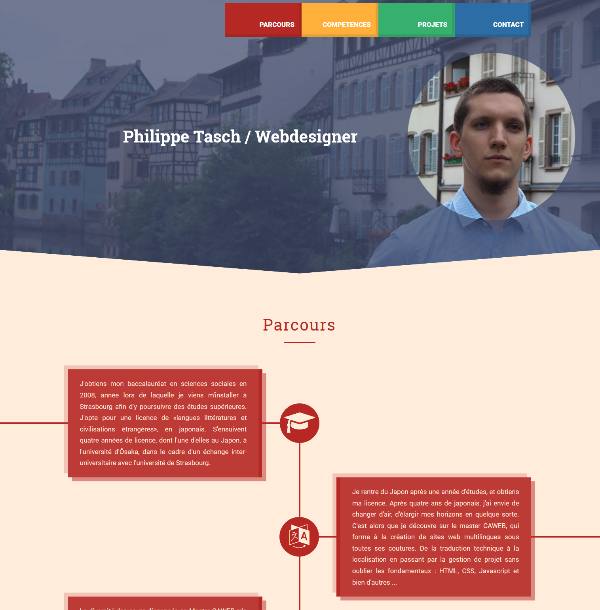 PARCOURS
COMPETENCES
PROJETS
CONTACT
Philippe Tasch / Webdesigner
Parcours
J'obtiens mon baccalauréat en sciences sociales en
2008, année lors de laquelle je viens m'installer à
Strasbourg afin d'y poursuivre des études supérieures.
J'opte pour une licence de «langues littératures et
civilisations étrangères», en japonais. S'ensuivent
quatre années de licence, dont l'une d'elles au Japon, à
l'université d'Ōsaka, dans le cadre d'un échange inter-
universitaire avec l'université de Strasbourg.
Je rentre du Japon après une année d'études, et obtiens
ma licence. Après quatre ans de japonais, j'ai envie de
changer d'air, d'élargir mes horizons en quelque sorte.
C'est alors que je découvre sur le master CAWEB, qui
forme à la création de sites web multilingues sous
toutes ses coutures. De la traduction technique à la
localisation en passant par la gestion de projet sans
oublier les fondamentaux : HTML, CSS, Javascript et
bien d'autres ...